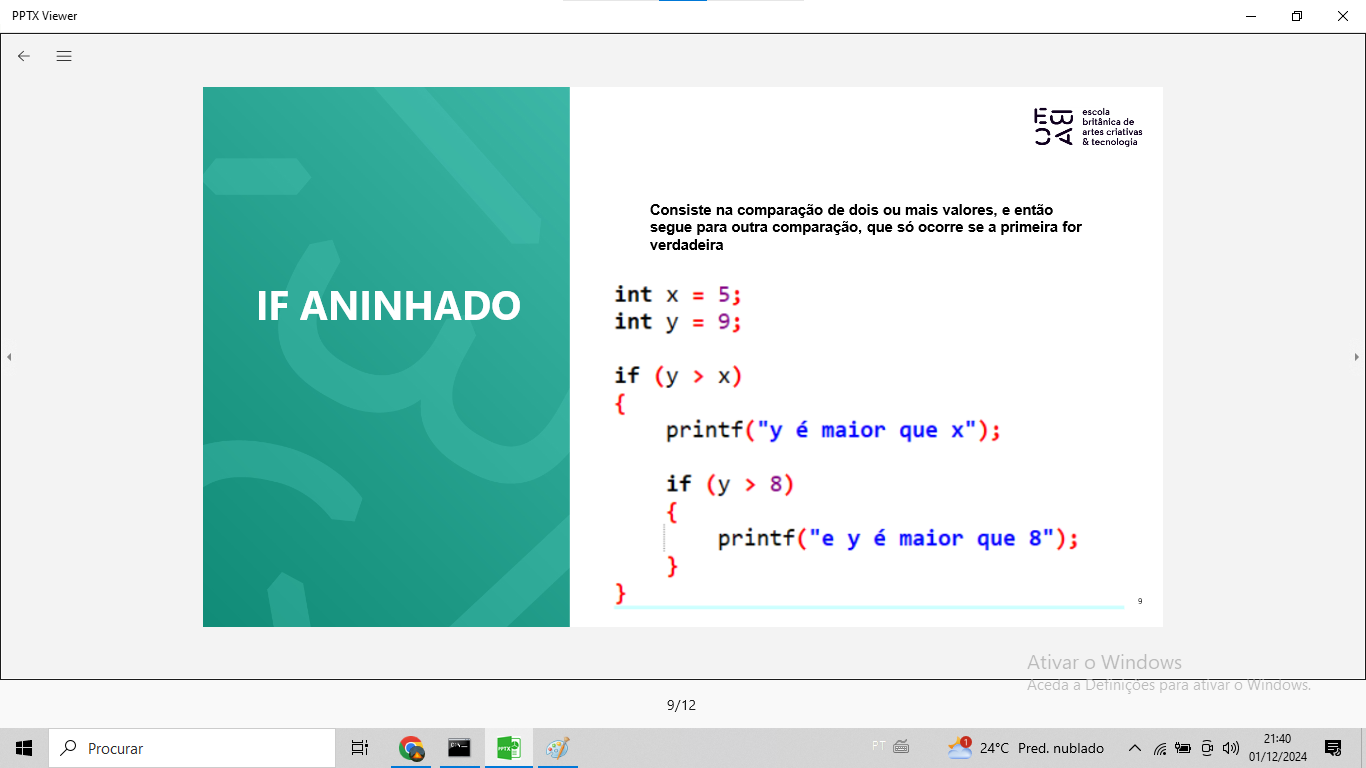 PPTX Viewer
escola
britânica de
artes criativas
& tecnologia
IF ANINHADO
Consiste na comparação de dois ou mais valores, e então
segue para outra comparação, que só ocorre se a primeira for
verdadeira
int x = 5;
int y = 9;
if (y > x)
{
printf("y é maior que x");
if (y > 8)
{
printf("e y é maior que 8");
}
}
9
Ativar o Windows
Aceda a Definições para ativar o Windows.
9/12
Procurar
PT
1
24°C Pred. nublado
21:40
01/12/2024